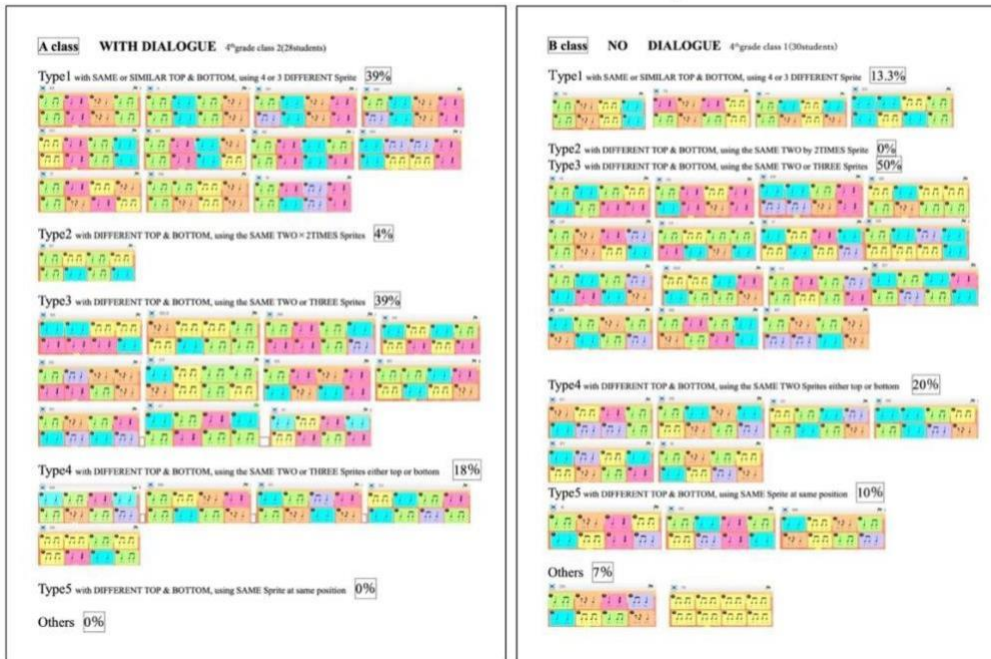 A class WITH DIALOGUE 4th grade class 2(28students)
Type1 with SAME or SIMILAR TOP & BOTTOM, using 4 or 3 DIFFERENT Sprite 39%
Type2 with DIFFERENT TOP & BOTTOM, using the SAME TWO × 2TIMES Sprites 4%
Type3 with DIFFERENT TOP & BOTTOM, using the SAME TWO or THREE Sprites 39%
Type4 with DIFFERENT TOP & BOTTOM, using the SAME TWO or THREE Sprites either top or bottom 18%
Type5 with DIFFERENT TOP & BOTTOM, using SAME Sprite at same position 0%
Others 0%
B class NO DIALOGUE 4th grade class 1(30students)
Type1 with SAME or SIMILAR TOP & BOTTOM, using 4 or 3 DIFFERENT Sprite 13.3%
Type2 with DIFFERENT TOP & BOTTOM, using the SAME TWO by 2TIMES Sprite 0%
Type3 with DIFFERENT TOP & BOTTOM, using the SAME TWO or THREE Sprites 50%
Type4 with DIFFERENT TOP & BOTTOM, using the SAME TWO Sprites either top or bottom 20%
Type5 with DIFFERENT TOP & BOTTOM, using SAME Sprite at same position 10%
Others 7%